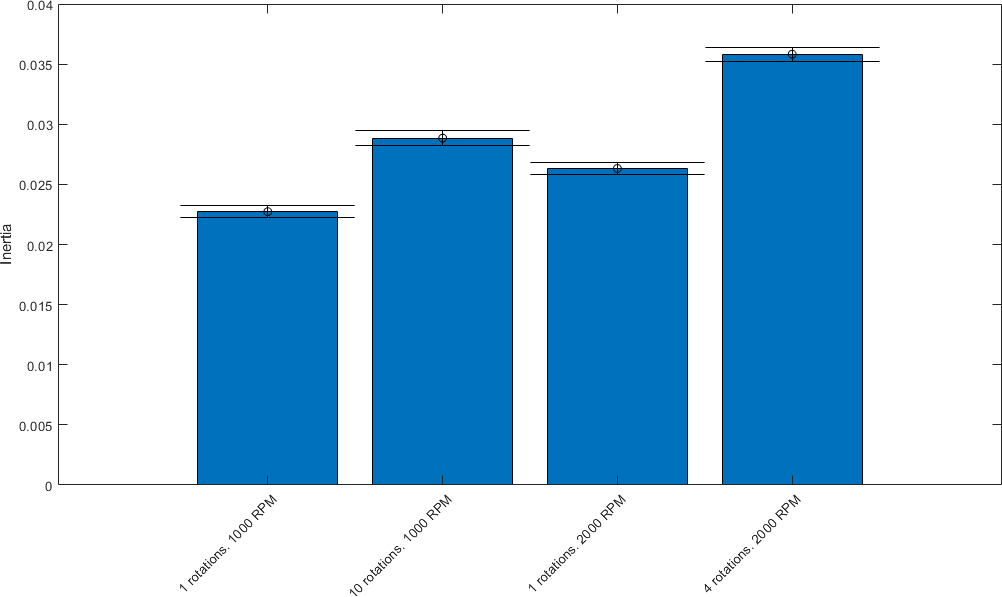 0.04
0.035
0.03
0.025
0.02
0.015
0.01
0.005
0
Inertia
1 rotations. 1000 RPM
10 rotations. 1000 RPM
1 rotations. 2000 RPM
4 rotations. 2000 RPM